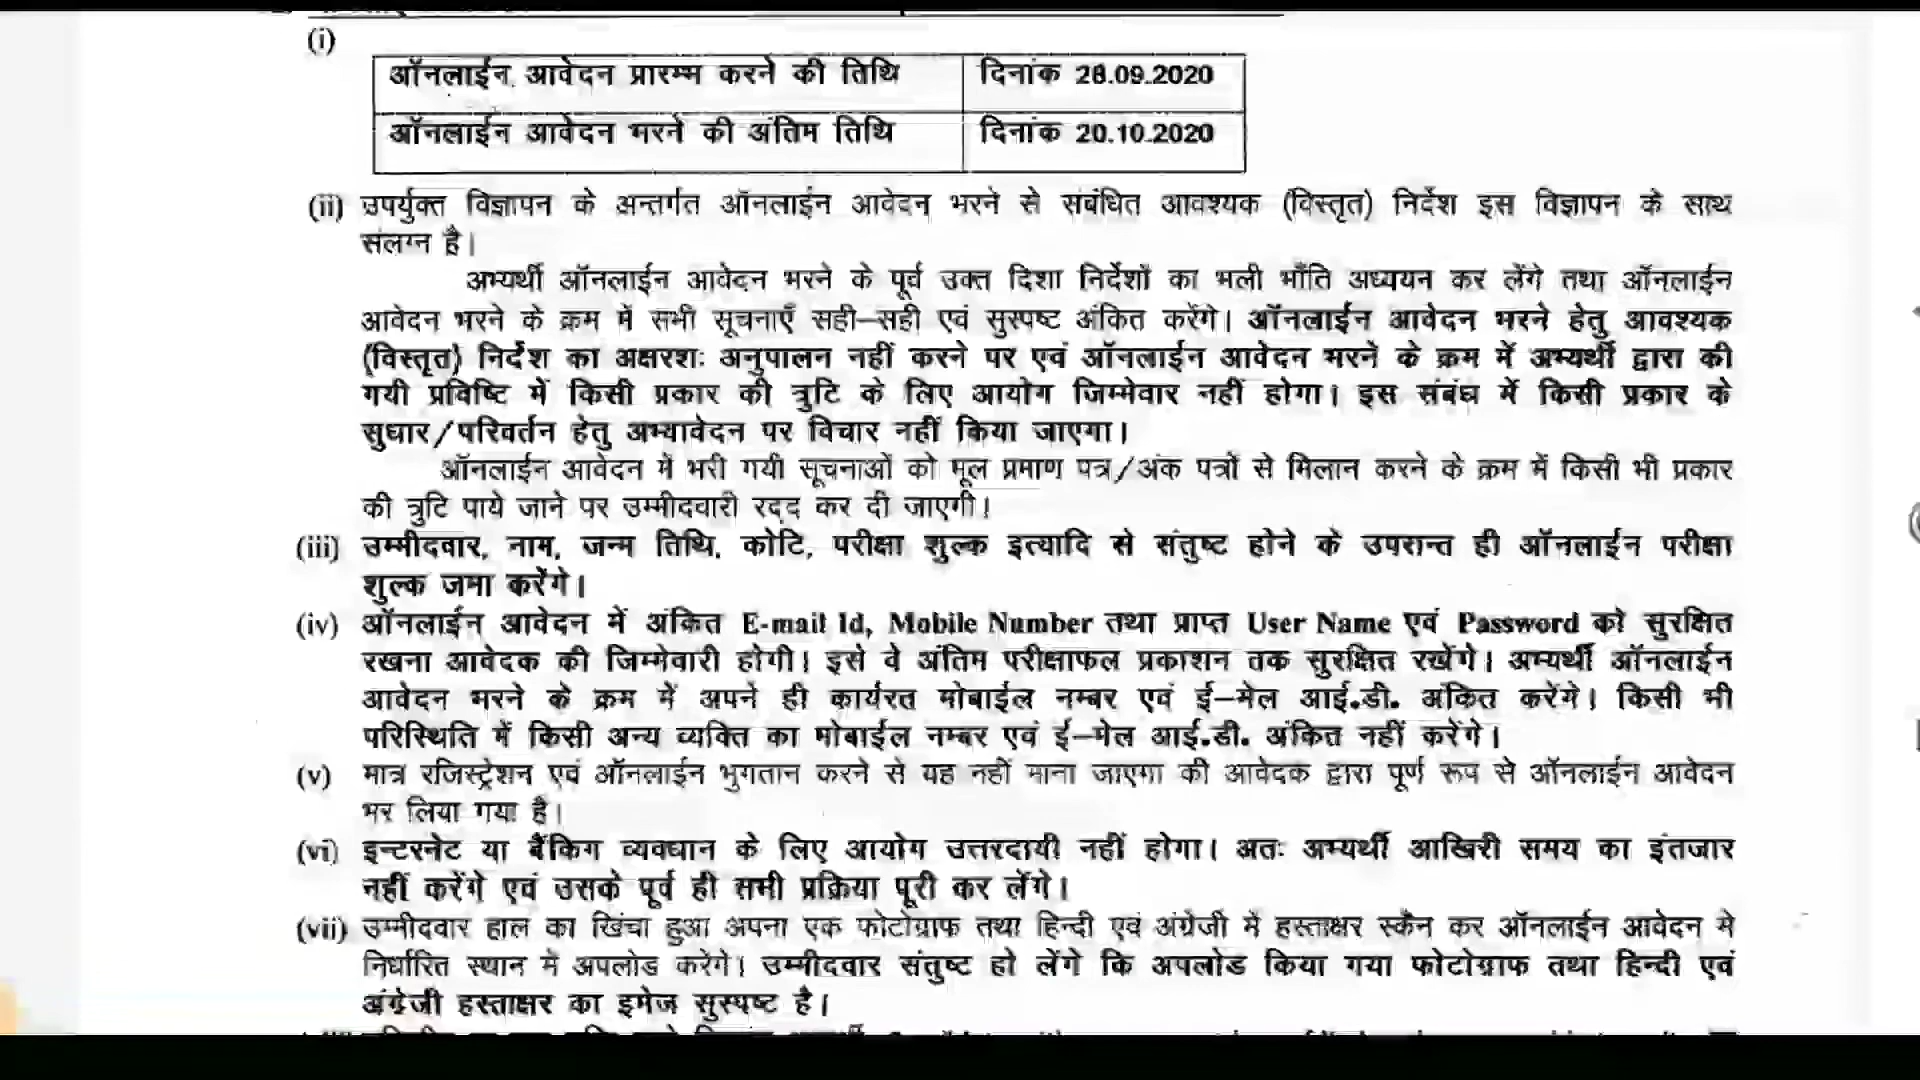 (i)
ऑनलाईन आवेदन प्रारम्भ करने की तिथि दिनांक 28.09.2020
ऑनलाईन आवेदन भरने की अंतिम तिथि दिनांक 20.10.2020
(ii) उपर्युक्त विज्ञापन के अन्तर्गत ऑनलाईन आवेदन भरने से संबंधित आवश्यक (विस्तृत) निर्देश इस विज्ञापन के साथ
संलग्न है।
अभ्यर्थी ऑनलाईन आवेदन भरने के पूर्व उक्त दिशा निर्देशों का भली भाँति अध्ययन कर लेंगे तथा ऑनलाईन
आवेदन भरने के क्रम में सभी सूचनाएँ सही–सही एवं सुस्पष्ट अंकित करेंगे। ऑनलाईन आवेदन भरने हेतु आवश्यक
(विस्तृत) निर्देश का अक्षरशः अनुपालन नहीं करने पर एवं ऑनलाईन आवेदन भरने के क्रम में अभ्यर्थी द्वारा की
गयी प्रविष्टि में किसी प्रकार की त्रुटि के लिए आयोग जिम्मेवार नहीं होगा। इस संबंध में किसी प्रकार के
सुधार/परिवर्तन हेतु अभ्यावेदन पर विचार नहीं किया जाएगा।
ऑनलाईन आवेदन में भरी गयी सूचनाओं को मूल प्रमाण पत्र/अंक पत्रों से मिलान करने के क्रम में किसी भी प्रकार
की त्रुटि पाये जाने पर उम्मीदवारी रद्द कर दी जाएगी।
(iii) उम्मीदवार, नाम, जन्म तिथि, कोटि, परीक्षा शुल्क इत्यादि से संतुष्ट होने के उपरान्त ही ऑनलाईन परीक्षा
शुल्क जमा करेंगे।
(iv) ऑनलाईन आवेदन में अंकित E-mail Id, Mobile Number तथा प्राप्त User Name एवं Password को सुरक्षित
रखना आवेदक की जिम्मेवारी होगी। इसे वे अंतिम परीक्षाफल प्रकाशन तक सुरक्षित रखेंगे। अभ्यर्थी ऑनलाईन
आवेदन भरने के क्रम में अपने ही कार्यरत मोबाईल नम्बर एवं ई–मेल आई.डी. अंकित करेंगे। किसी भी
परिस्थिति में किसी अन्य व्यक्ति का मोबाईल नम्बर एवं ई–मेल आई.डी. अंकित नहीं करेंगे।
(v) मात्र रजिस्ट्रेशन एवं ऑनलाईन भुगतान करने से यह नहीं माना जाएगा की आवेदक द्वारा पूर्ण रूप से ऑनलाईन आवेदन
भर लिया गया है।
(vi) इन्टरनेट या बैंकिग व्यवधान के लिए आयोग उत्तरदायी नहीं होगा। अतः अभ्यर्थी आखिरी समय का इंतजार
नहीं करेंगे एवं उसके पूर्व ही सभी प्रक्रिया पूरी कर लेंगे।
(vii) उम्मीदवार हाल का खिंचा हुआ अपना एक फोटोग्राफ तथा हिन्दी एवं अंग्रेजी में हस्ताक्षर स्कैन कर ऑनलाईन आवेदन मे
निर्धारित स्थान में अपलोड करेंगे। उम्मीदवार संतुष्ट हो लेंगे कि अपलोड किया गया फोटोग्राफ तथा हिन्दी एवं
अंग्रेजी हस्ताक्षर का इमेज सुस्पष्ट है।